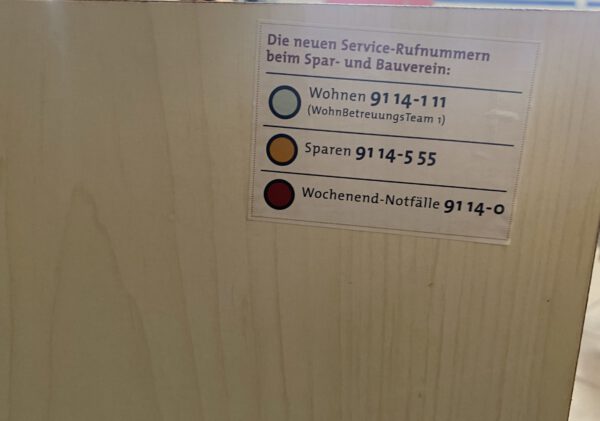 Die neuen Service-Rufnummern
beim Spar- und Bauverein:
Wohnen 91 14-1 11
(WohnBetreuungsTeam 1)
Sparen 91 14-5 55
Wochenend-Notfälle 91 14-0